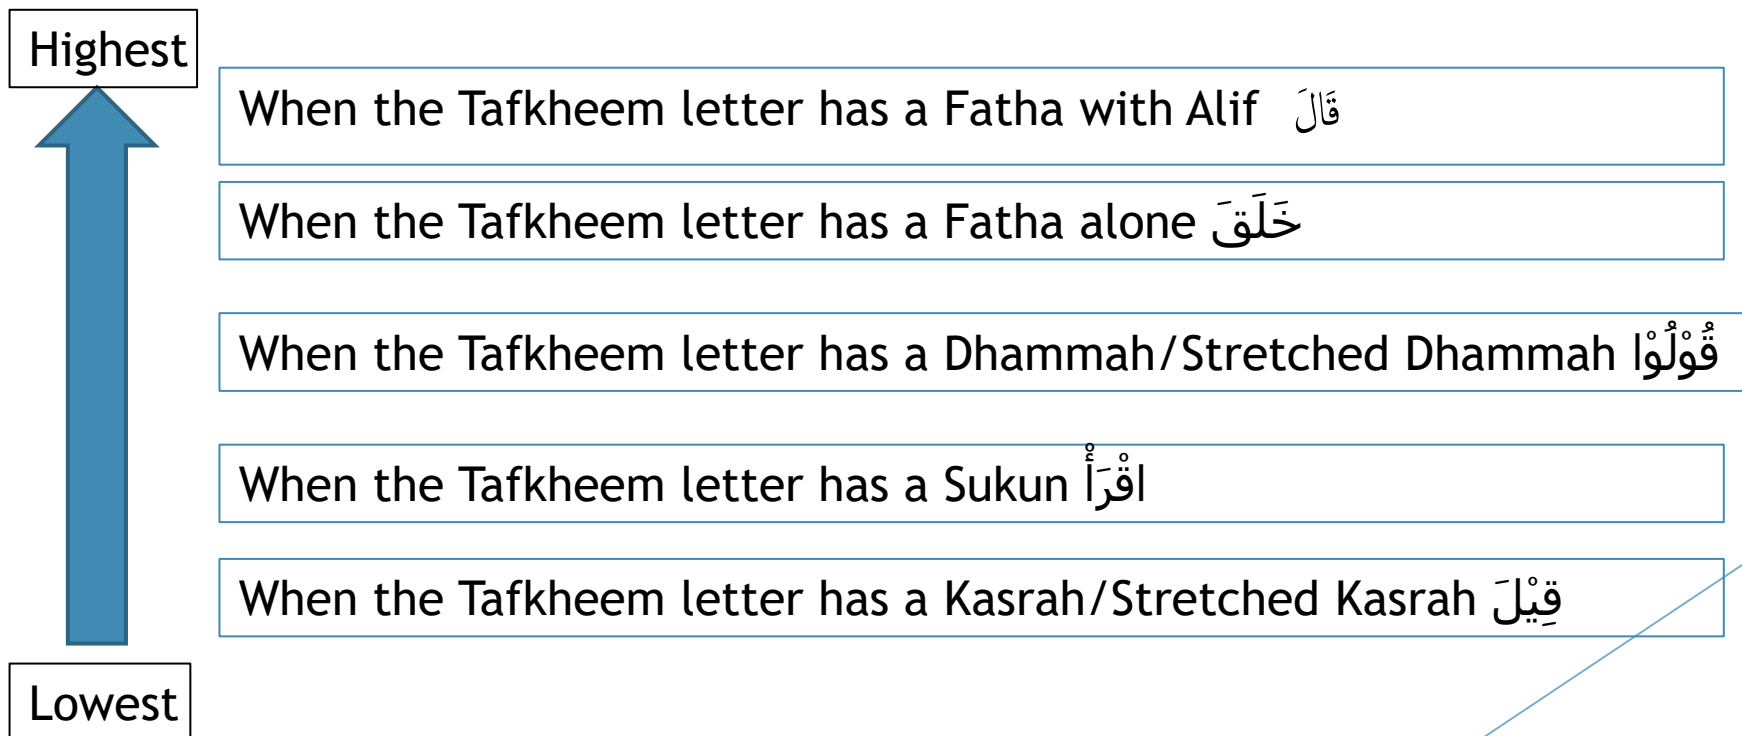 Highest
When the Tafkheem letter has a Fatha with Alif قَالَ
When the Tafkheem letter has a Fatha alone خَلَقَ
When the Tafkheem letter has a Dhammah/Stretched Dhammah قُوْلُوْا
When the Tafkheem letter has a Sukun اقْرَأْ
When the Tafkheem letter has a Kasrah/Stretched Kasrah قِيْلَ
Lowest